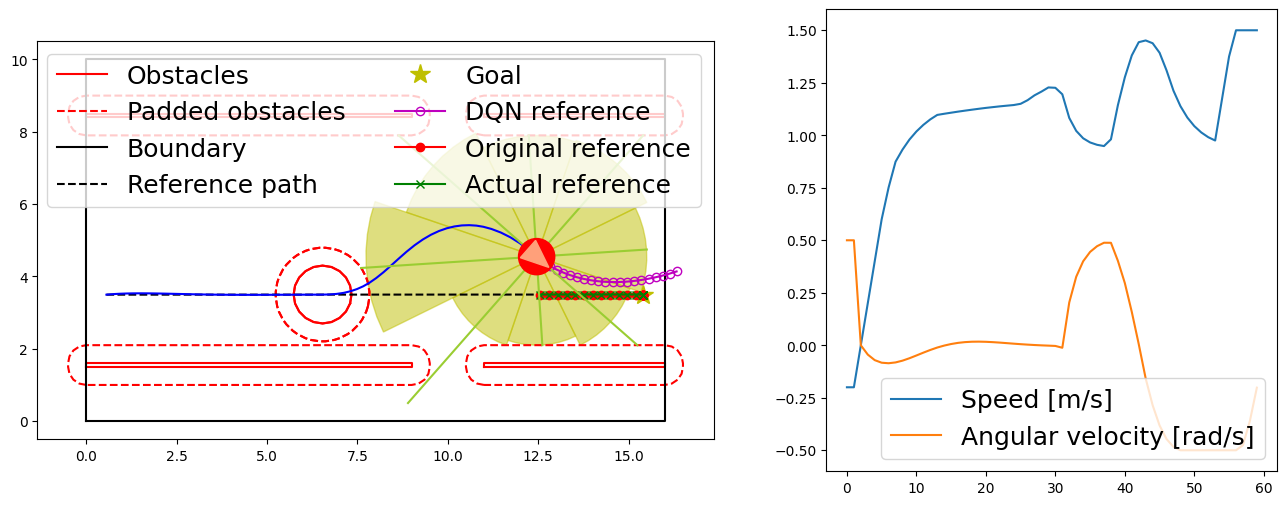 10
8
6
4
2
0
0.0 2.5 5.0 7.5 10.0 12.5 15.0
Obstacles
Padded obstacles
Boundary
Reference path
Goal
DQN reference
Original reference
Actual reference
1.50
1.25
1.00
0.75
0.50
0.25
0.00
−0.25
−0.50
0 10 20 30 40 50 60
Speed [m/s]
Angular velocity [rad/s]